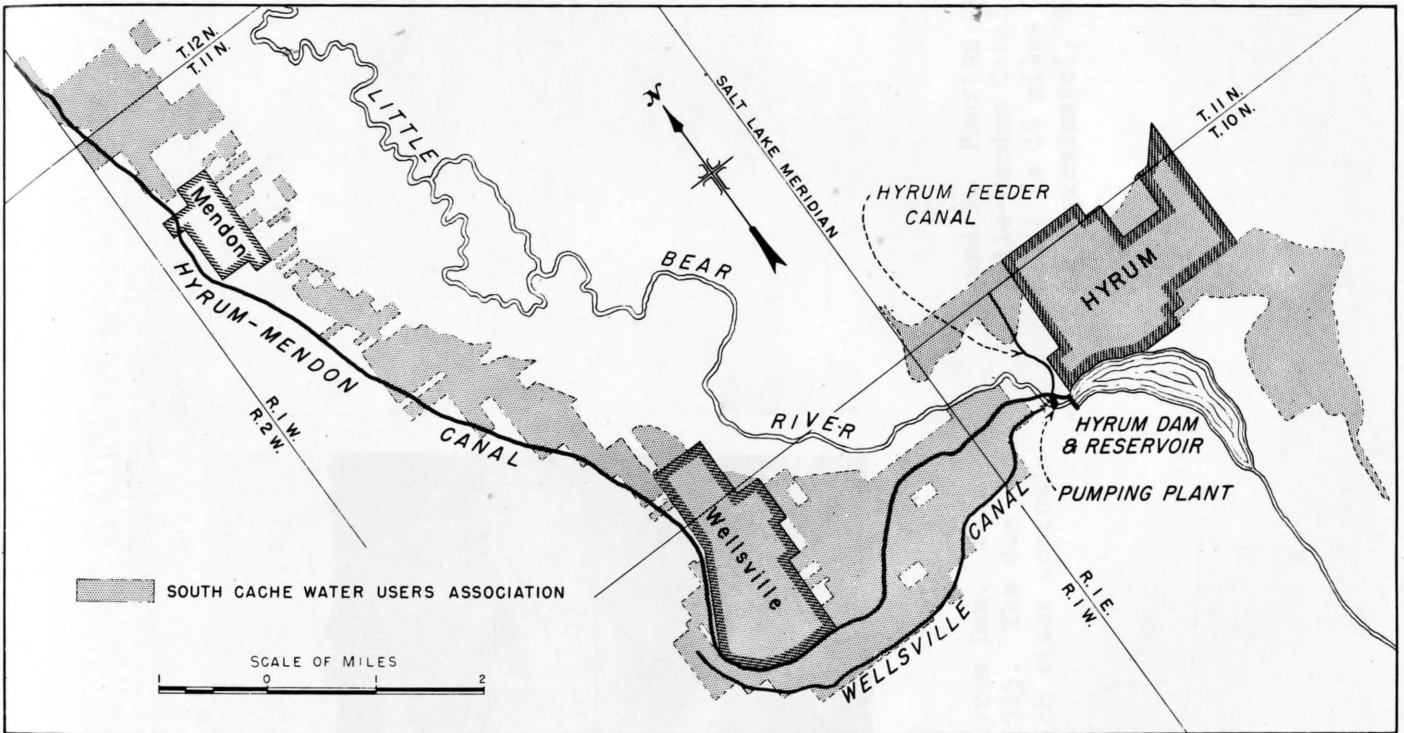 T. 12 N.
T. 11 N.
LITTLE
N
SALT LAKE MERIDIAN
T. 11 N.
T. 10 N.
HYRUM FEEDER
CANAL
Mendon
BEAR
HYRUM
HYRUM-MENDON
R. 1 W.
R. 2 W.
CANAL
RIVER
HYRUM DAM
& RESERVOIR
PUMPING PLANT
Wellsville
CANAL
R. 1 E.
R. 1 W.
SOUTH CACHE WATER USERS ASSOCIATION
WELLSVILLE
SCALE OF MILES
1 0 1 2